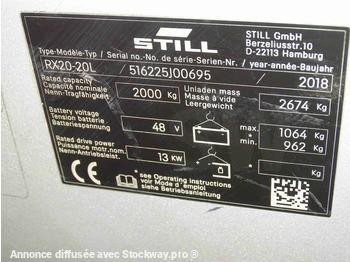 STILL
STILL GmbH
Berzeliusstr.10
D-22113 Hamburg
Type-Modèle-Typ / Serial no.-No. de série-Serien-Nr. / year-année-Baujahr
RX20-20L 516225J00695 2018
Rated capacity
Capacité nominale
Nenn-Tragfähigkeit
2000 Kg
Unladen mass
Masse à vide
Leergewicht
2674 Kg
Battery voltage
Tension batterie
Batteriespannung
48 V
max. 1064 Kg
min. 962 Kg
Rated drive power
Puissance motr.nom.
Nenn-Antriebsleist.
13 KW
CE
see Operating instructions
voir Mode d'emploi
siehe Betriebsanleitung
Annonce diffusée avec Stockway.pro®